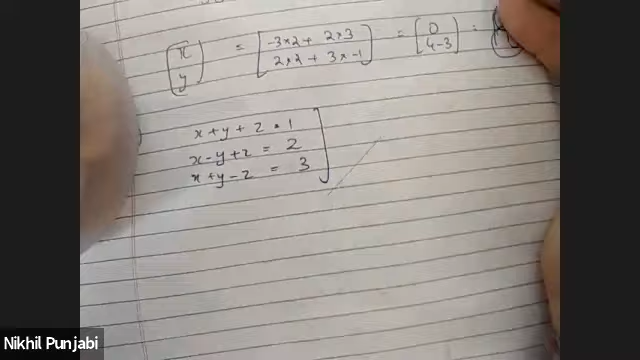 (x y) = [-3×2 + 2×3 2×2 + 3×-1] = [0 4-3] =
x + y + z = 1
x - y + z = 2
x + y - z = 3
Nikhil Punjabi